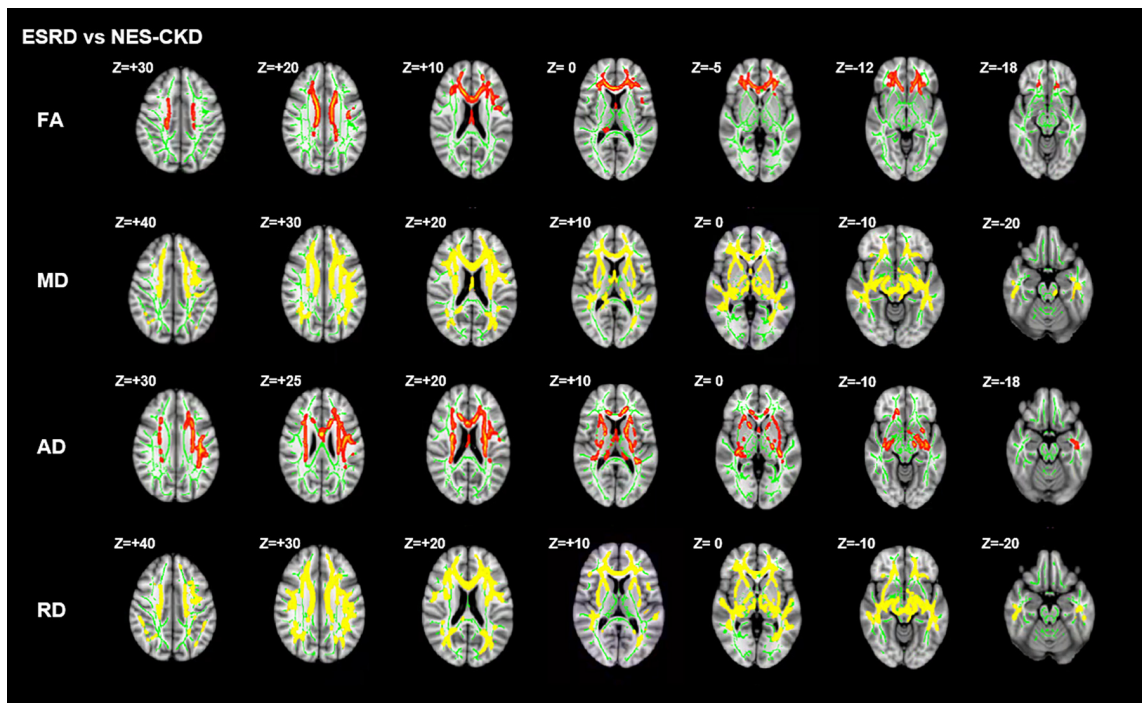 ESRD vs NES-CKD
Z=+30 Z=+20 Z=+10 Z= 0 Z=-5 Z=-12 Z=-18
FA
Z=+40 Z=+30 Z=+20 Z=+10 Z= 0 Z=-10 Z=-20
MD
Z=+30 Z=+25 Z=+20 Z=+10 Z= 0 Z=-10 Z=-18
AD
Z=+40 Z=+30 Z=+20 Z=+10 Z= 0 Z=-10 Z=-20
RD